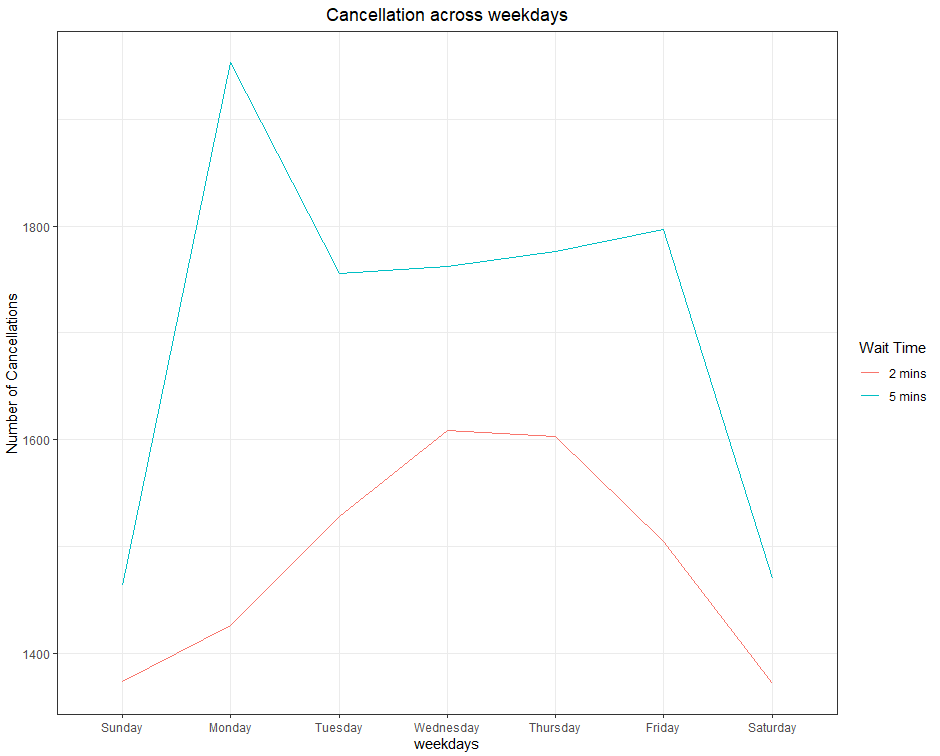 Cancellation across weekdays
Number of Cancellations
1800
1600
1400
Sunday Monday Tuesday Wednesday Thursday Friday Saturday
weekdays
Wait Time
2 mins
5 mins